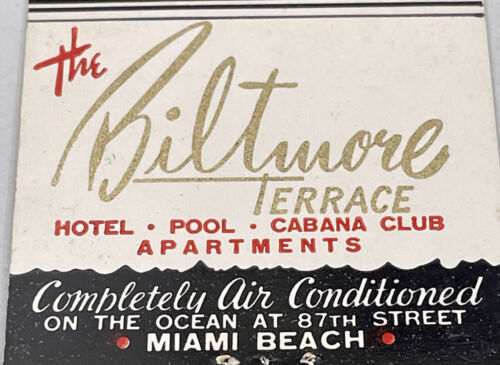 the
Biltmore
TERRACE
HOTEL • POOL • CABANA CLUB
APARTMENTS
Completely Air Conditioned
ON THE OCEAN AT 87TH STREET
• MIAMI BEACH •